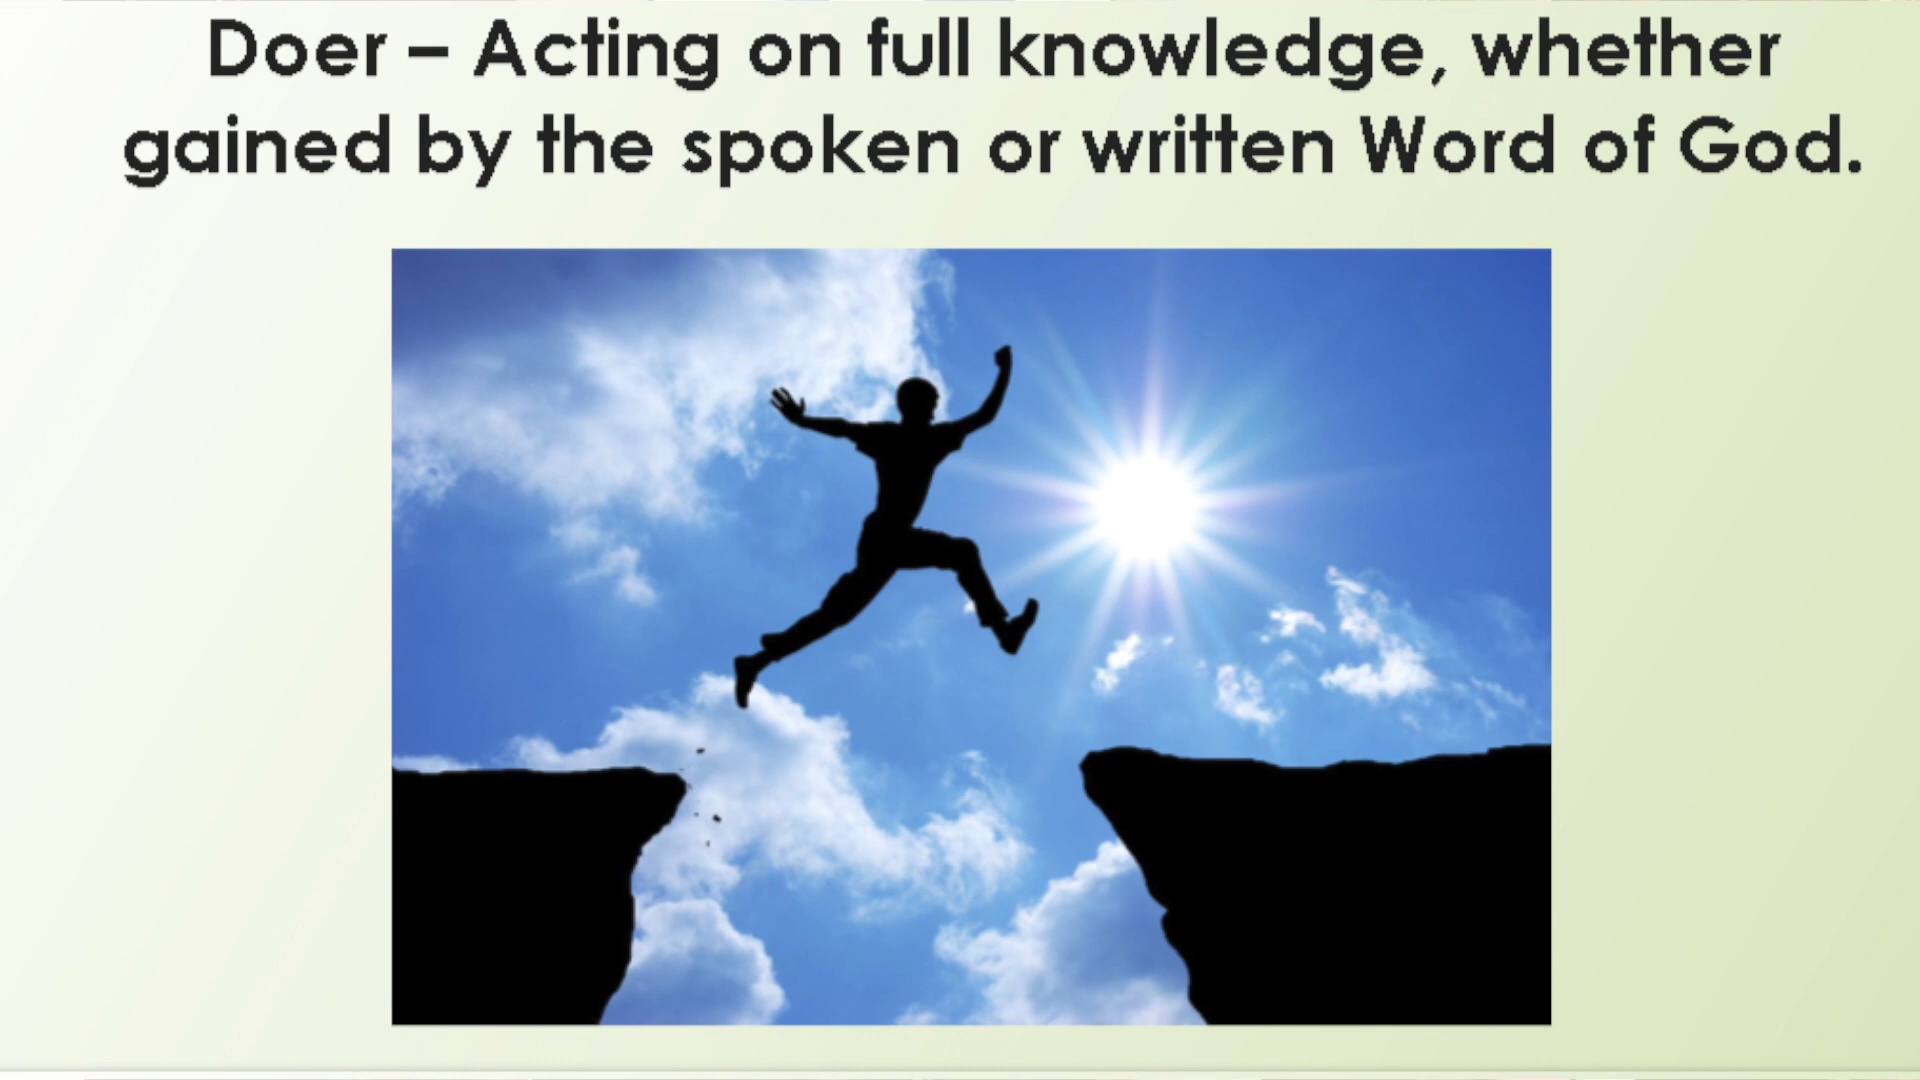 Doer – Acting on full knowledge, whether
gained by the spoken or written Word of God.